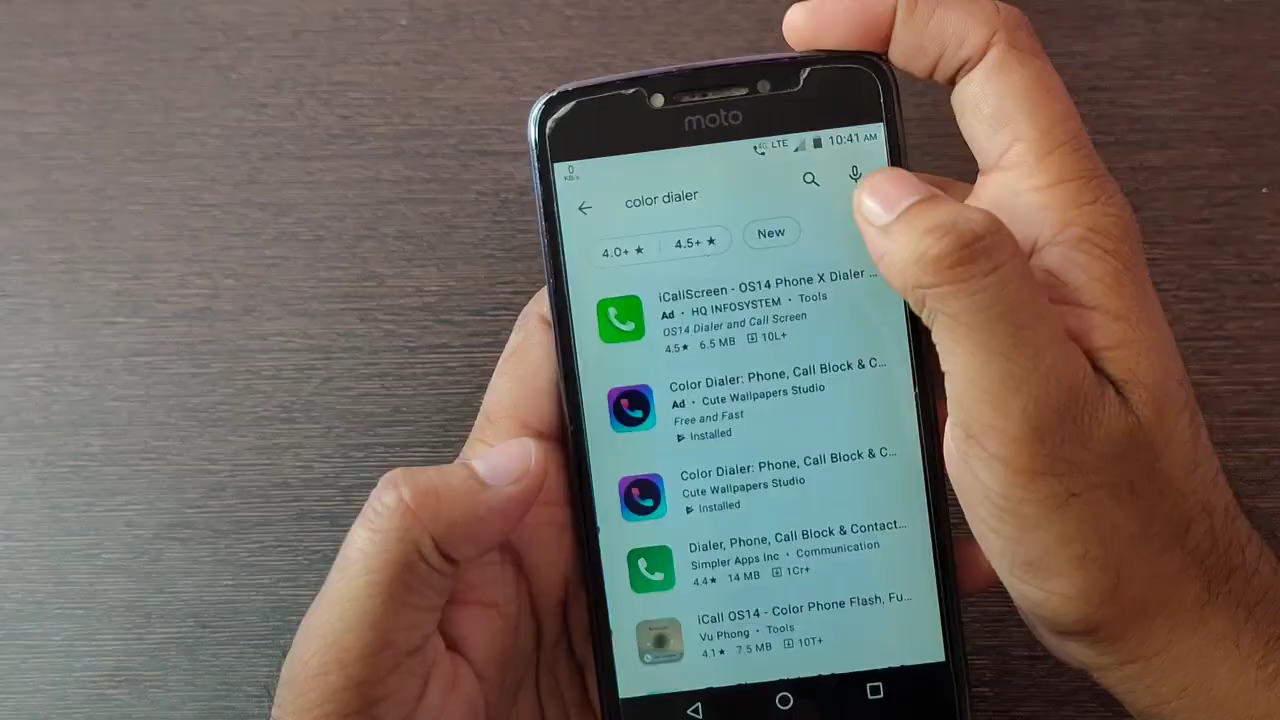 moto
0 KB/s 4G LTE 10:41 AM
color dialer
4.0+ ★ 4.5+ ★ New
iCallScreen - OS14 Phone X Dialer ...
Ad • HQ INFOSYSTEM • Tools
OS14 Dialer and Call Screen
4.5★ 6.5 MB 10L+
Color Dialer: Phone, Call Block & C...
Ad • Cute Wallpapers Studio
Free and Fast
Installed
Color Dialer: Phone, Call Block & C...
Cute Wallpapers Studio
Installed
Dialer, Phone, Call Block & Contact...
Simpler Apps Inc • Communication
4.4★ 14 MB 1Cr+
iCall OS14 - Color Phone Flash, Fu...
Vu Phong • Tools
4.1★ 7.5 MB 10T+